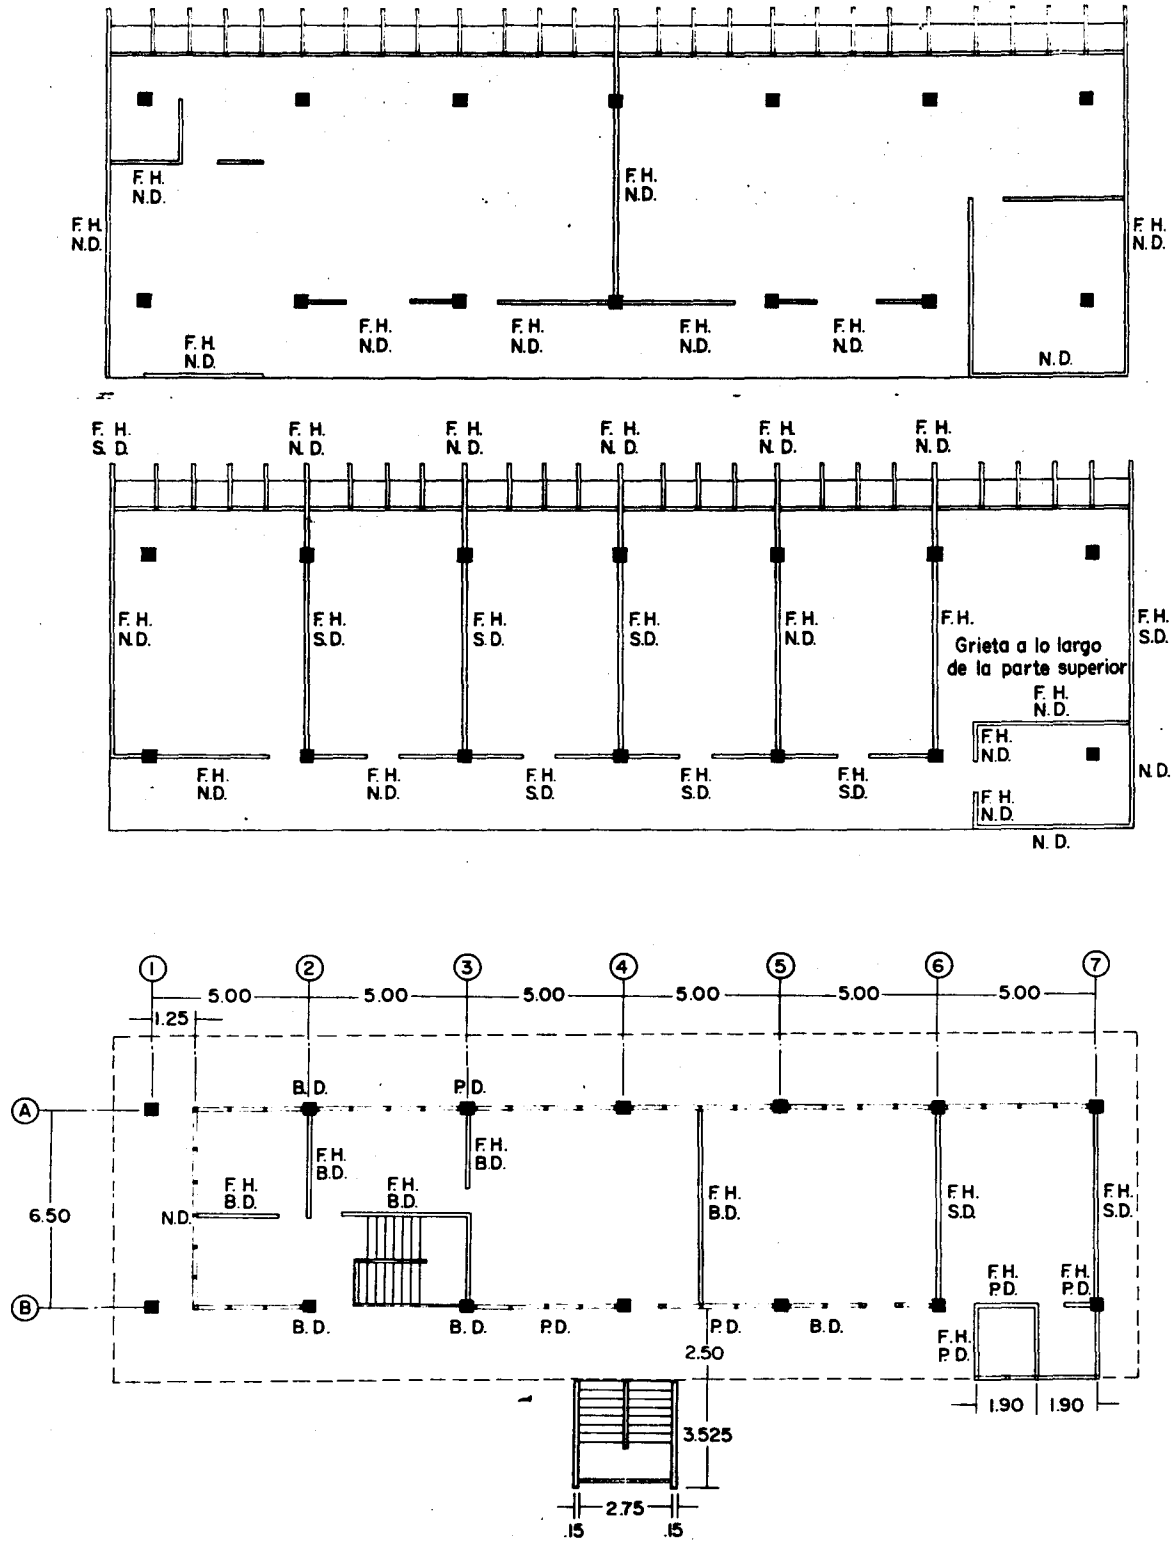 F. H.
N.D.
F. H.
N.D.
F. H.
N.D.
F. H.
N.D.
F. H.
N.D.
F. H.
N.D.
F. H.
N.D.
F. H.
N.D.
F. H.
N.D.
N. D.
F. H.
S. D.
F. H.
N. D.
F. H.
N. D.
F. H.
N. D.
F. H.
N. D.
F. H.
N. D.
F. H.
N.D.
F. H.
S.D.
F. H.
S.D.
F. H.
S.D.
F. H.
N.D.
F. H.
Grieta a lo largo
de la parte superior
F. H.
S.D.
F. H.
N.D.
F. H.
N.D.
N.D.
F. H.
N.D.
F. H.
N.D.
F. H.
N.D.
F. H.
S.D.
F. H.
S.D.
F. H.
S.D.
N. D.
1
2
3
4
5
6
7
5.00
5.00
5.00
5.00
5.00
5.00
1.25
A
B.D.
P.D.
F. H.
B.D.
F. H.
B.D.
F. H.
B.D.
F. H.
B.D.
F. H.
B.D.
F. H.
S.D.
F. H.
S.D.
6.50
N.D.
F. H.
P.D.
F. H.
P.D.
B
B. D.
B. D.
P.D.
P.D.
B. D.
F. H.
P.D.
2.50
1.90
1.90
3.525
2.75
.15
.15